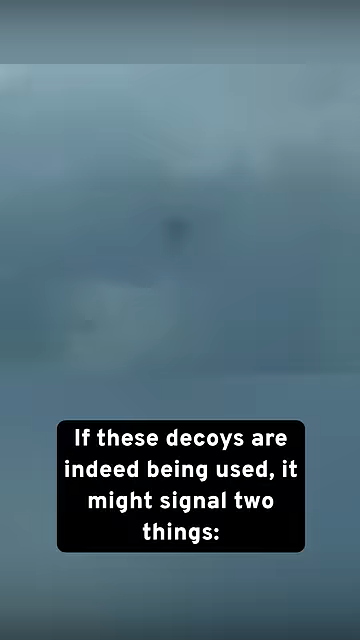 If these decoys are
indeed being used, it
might signal two
things: